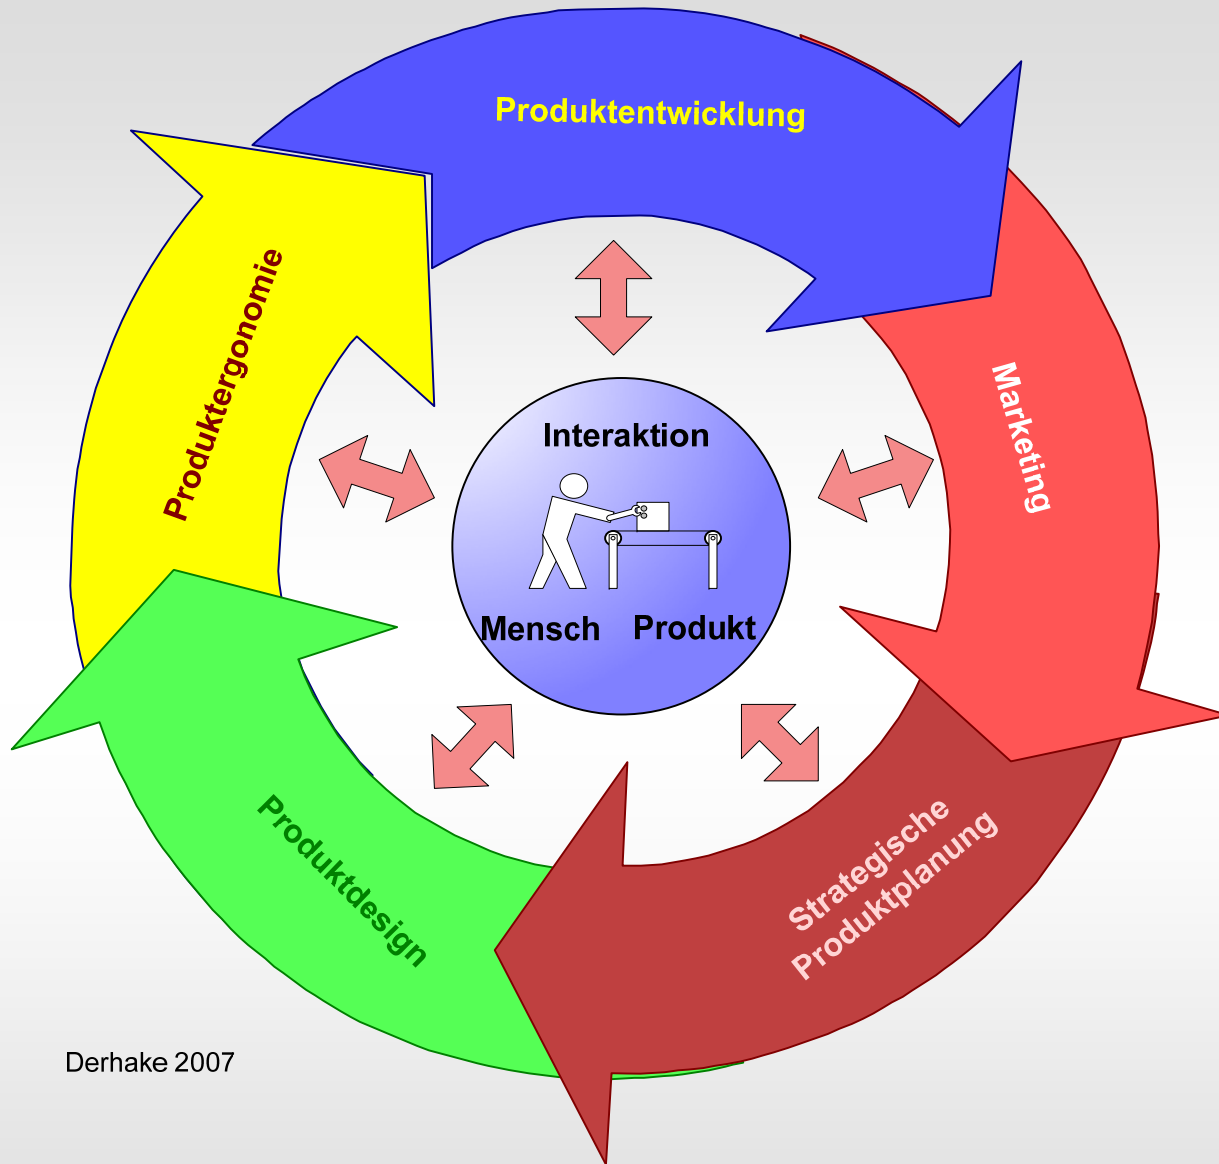 Produktentwicklung
Marketing
Strategische
Produktplanung
Produktdesign
Produktergonomie
Interaktion
Mensch Produkt
Derhake 2007